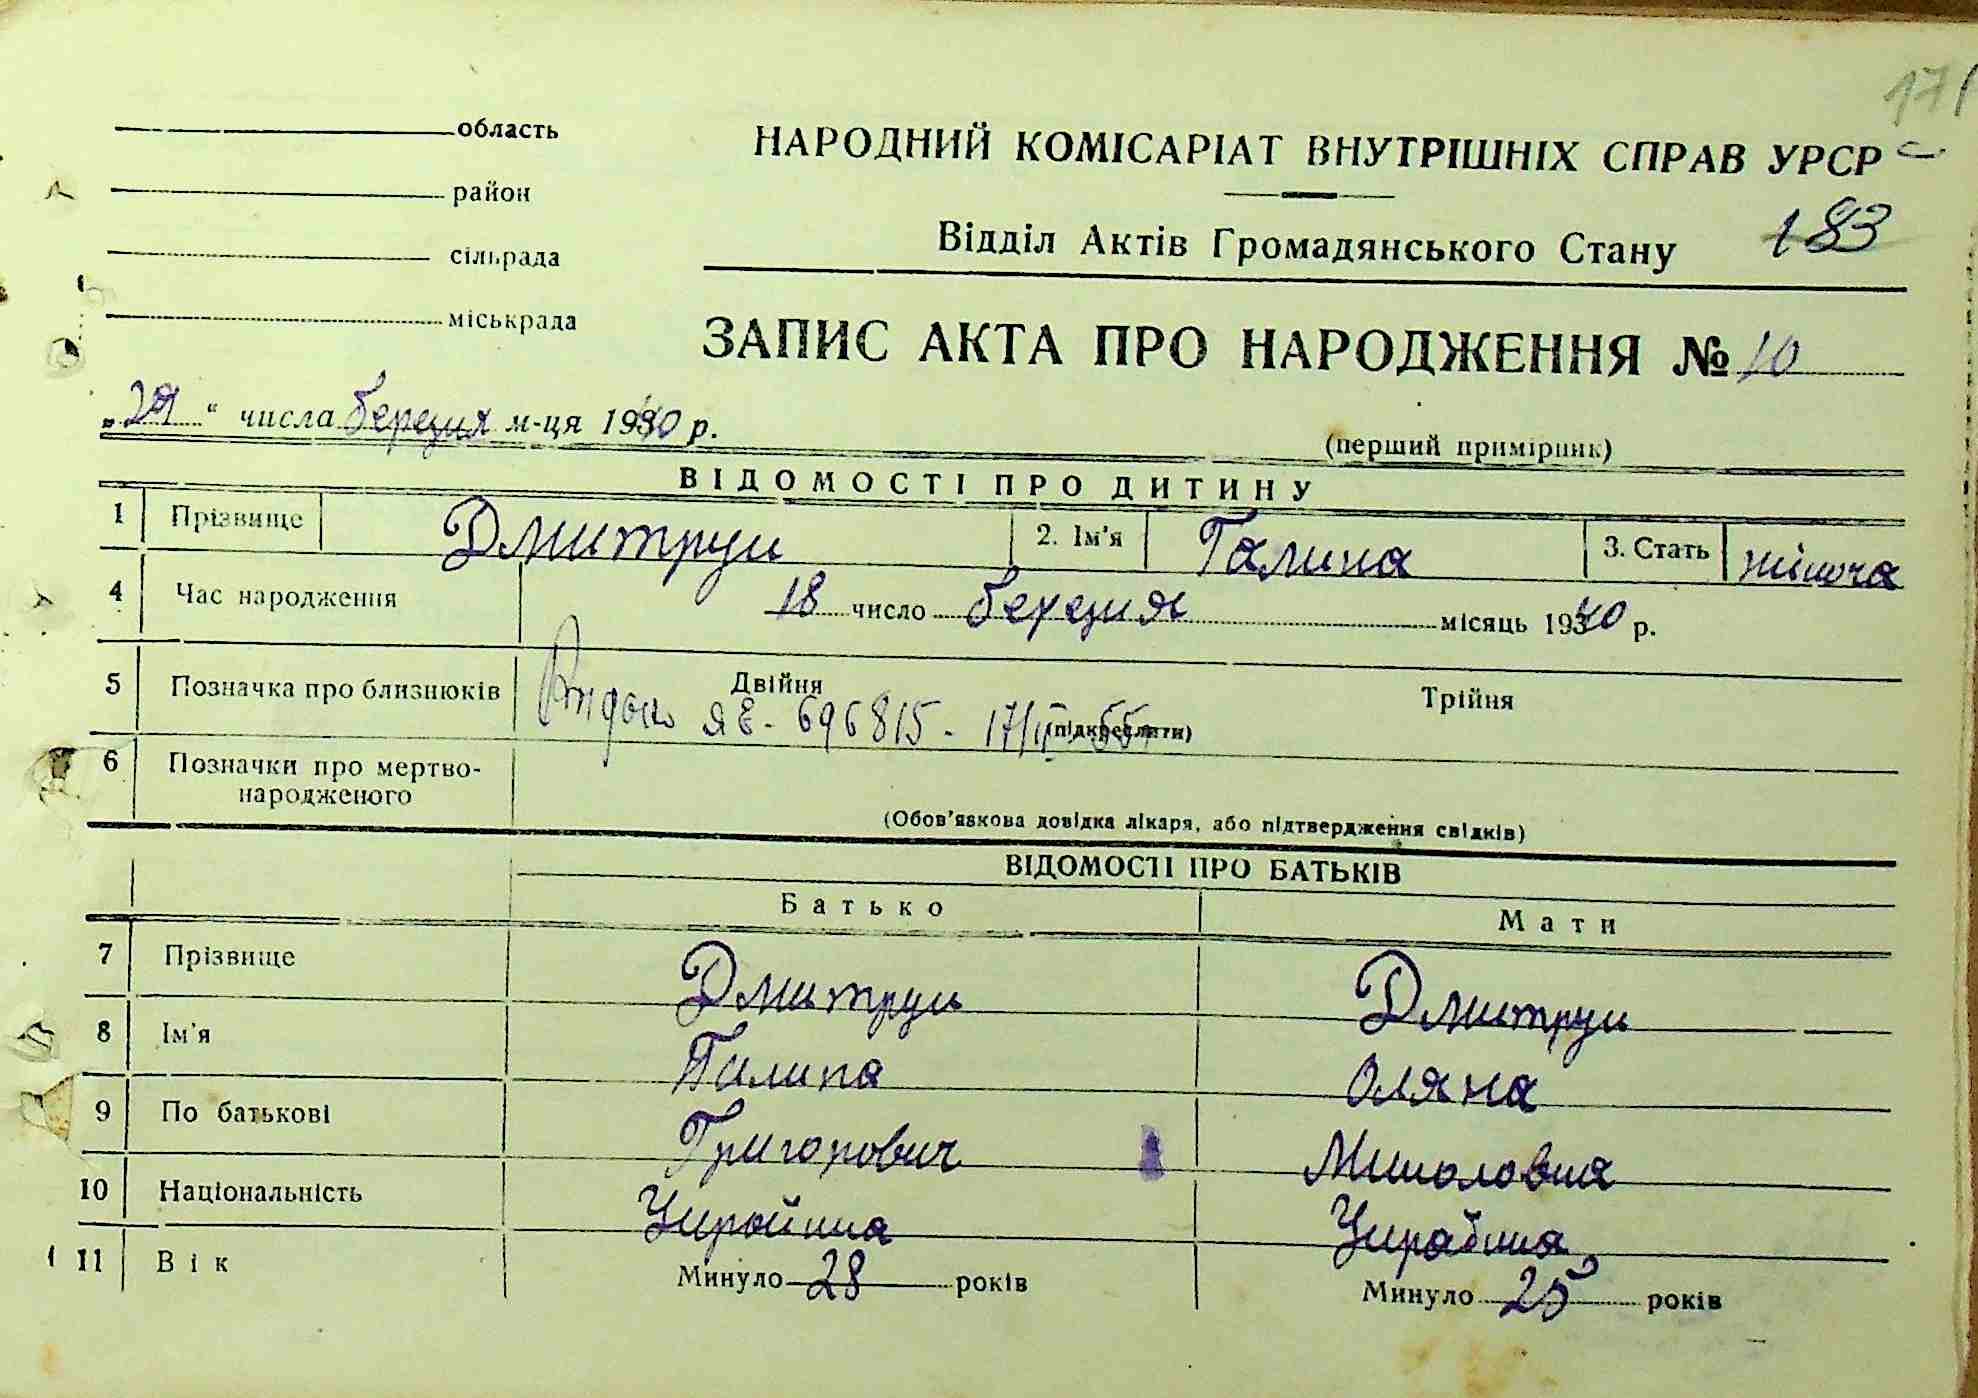 171
область
НАРОДНИЙ КОМІСАРІАТ ВНУТРІШНІХ СПРАВ УРСР
район
Відділ Актів Громадянського Стану 183
сільрада
міськрада
ЗАПИС АКТА ПРО НАРОДЖЕННЯ № 10
„29“ числа березня м-ця 1940 р.
(перший примірник)
ВІДОМОСТІ ПРО ДИТИНУ
1 Прізвище Дмитрук 2. Ім'я Галина 3. Стать жіноча
4 Час народження 18 число березня місяць 1940 р.
5 Позначка про близнюків Двійня Трійня
ЯЕ- 696815-
(підкреслити)
6 Позначки про мертво-
народженого
(Обов'язкова довідка лікаря, або підтвердження свідків)
ВІДОМОСТІ ПРО БАТЬКІВ
Батько Мати
7 Прізвище Дмитрук Дмитрук
8 Ім'я Пилипа Оляна
9 По батькові Григорович Миколовна
10 Національність Українка Українка
11 Вік Минуло 28 років Минуло 25 років